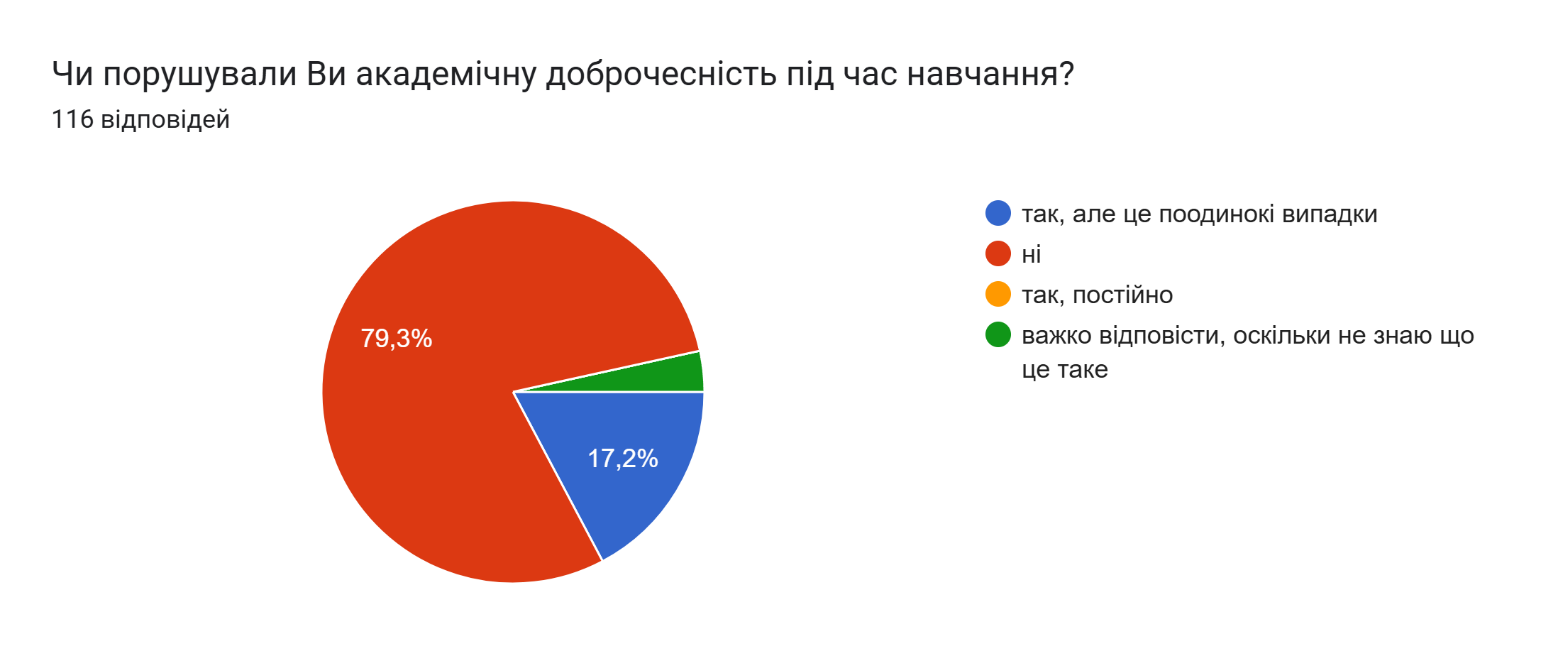 Чи порушували Ви академічну доброчесність під час навчання?
116 відповідей
79,3%
17,2%
так, але це поодинокі випадки
ні
так, постійно
важко відповісти, оскільки не знаю що
це таке